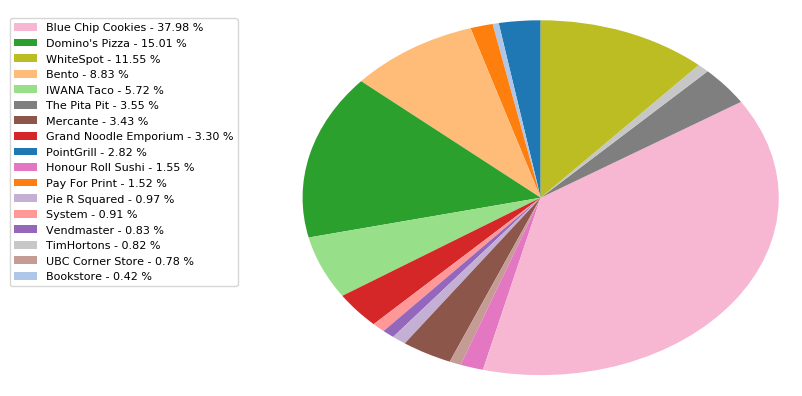 Blue Chip Cookies - 37.98 %
Domino's Pizza - 15.01 %
WhiteSpot - 11.55 %
Bento - 8.83 %
IWANA Taco - 5.72 %
The Pita Pit - 3.55 %
Mercante - 3.43 %
Grand Noodle Emporium - 3.30 %
PointGrill - 2.82 %
Honour Roll Sushi - 1.55 %
Pay For Print - 1.52 %
Pie R Squared - 0.97 %
System - 0.91 %
Vendmaster - 0.83 %
TimHortons - 0.82 %
UBC Corner Store - 0.78 %
Bookstore - 0.42 %